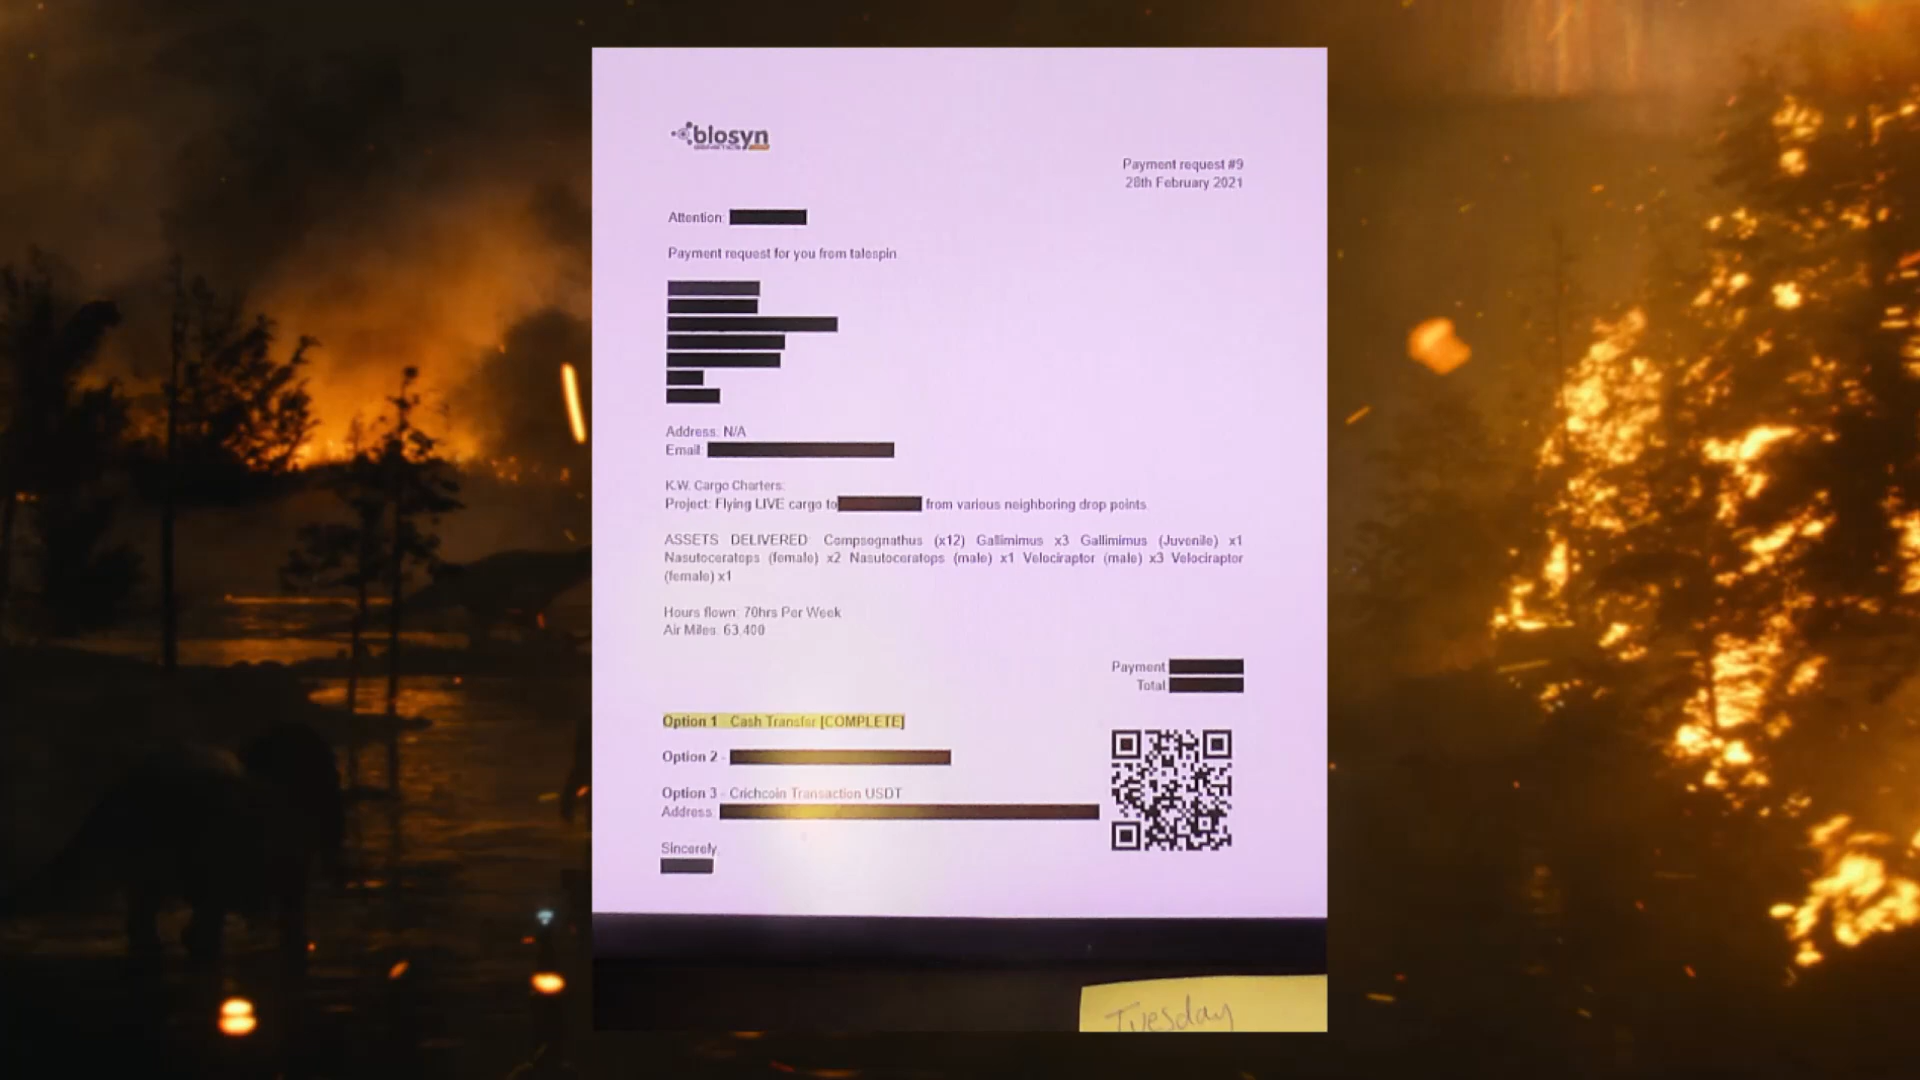 biosyn
GENETICS
Payment request #9
28th February 2021
Attention:
Payment request for you from talespin
Address: N/A
Email:
K.W. Cargo Charters:
Project: Flying LIVE cargo to from various neighboring drop points.
ASSETS DELIVERED: Compsognathus (x12) Gallimimus x3 Gallimimus (Juvenile) x1
Nasutoceratops (female) x2 Nasutoceratops (male) x1 Velociraptor (male) x3 Velociraptor
(female) x1
Hours flown: 70hrs Per Week
Air Miles: 63,400
Payment
Total
Option 1 - Cash Transfer [COMPLETE]
Option 2 -
Option 3 - Crichcoin Transaction USDT
Address:
Sincerely,
Tuesday